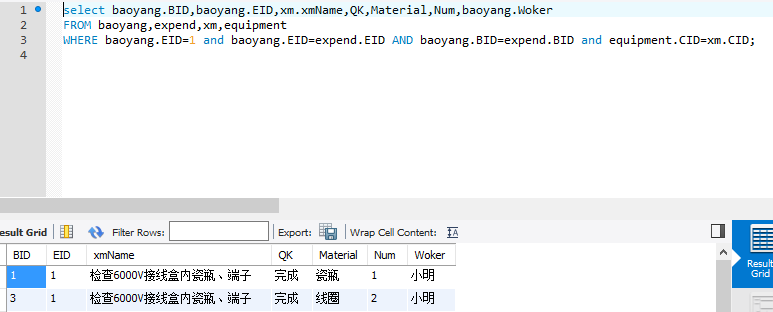 1 select baoyang.BID,baoyang.EID,xm.xmName,QK,Material,Num,baoyang.Woker
2 FROM baoyang,expend,xm,equipment
3 WHERE baoyang.EID=1 and baoyang.EID=expend.EID AND baoyang.BID=expend.BID and equipment.CID=xm.CID;
4
Result Grid Filter Rows: Export: Wrap Cell Content: IA
BID EID xmName QK Material Num Woker
1 1 检查6000V接线盒内瓷瓶、端子 完成 瓷瓶 1 小明
3 1 检查6000V接线盒内瓷瓶、端子 完成 线圈 2 小明
Result
Grid